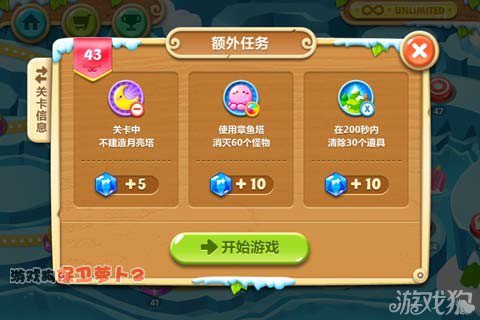 UNLIMITED
43
额外任务
关卡信息
关卡中
不建造月亮塔
使用章鱼塔
消灭60个怪物
在200秒内
清除30个道具
X
+5
+10
+10
开始游戏
游戏狗保卫萝卜2
47
41
游戏狗